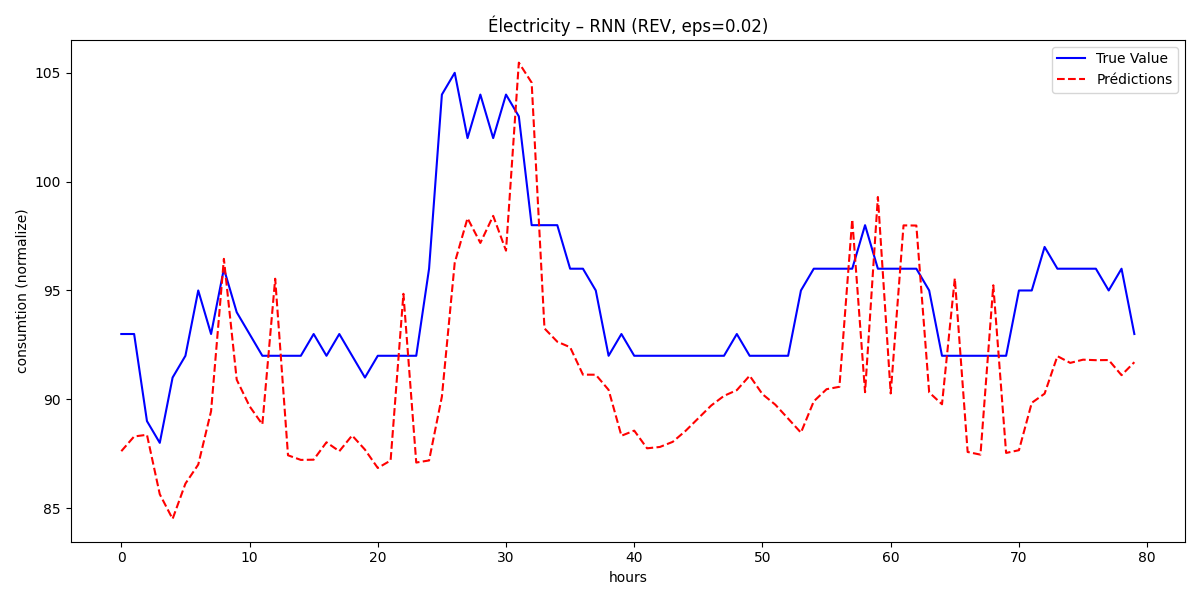 Électricity – RNN (REV, eps=0.02)
True Value
Prédictions
consumtion (normalize)
105
100
95
90
85
0 10 20 30 40 50 60 70 80
hours